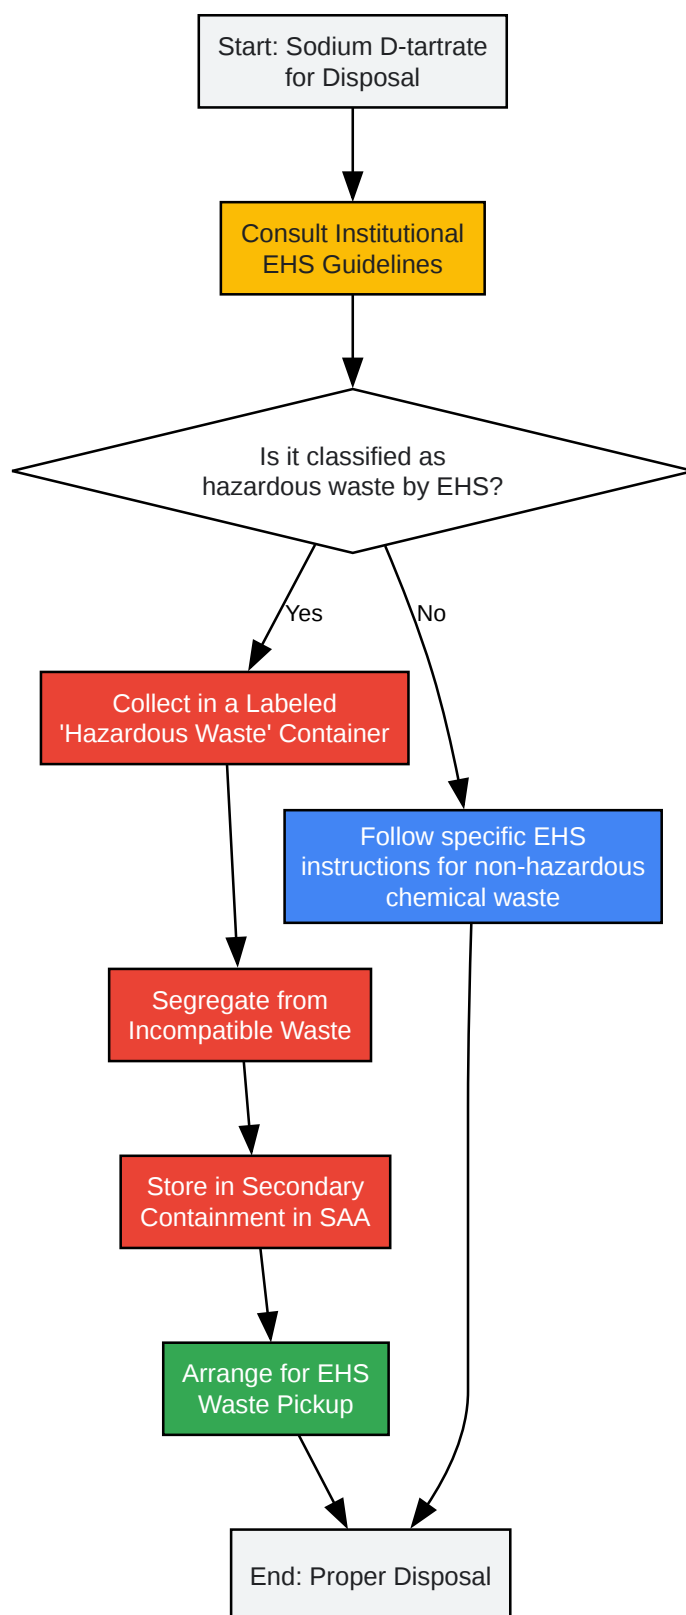 Start: Sodium D-tartrate
for Disposal
Consult Institutional
EHS Guidelines
Is it classified as
hazardous waste by EHS?
Yes
No
Collect in a Labeled
'Hazardous Waste' Container
Follow specific EHS
instructions for non-hazardous
chemical waste
Segregate from
Incompatible Waste
Store in Secondary
Containment in SAA
Arrange for EHS
Waste Pickup
End: Proper Disposal